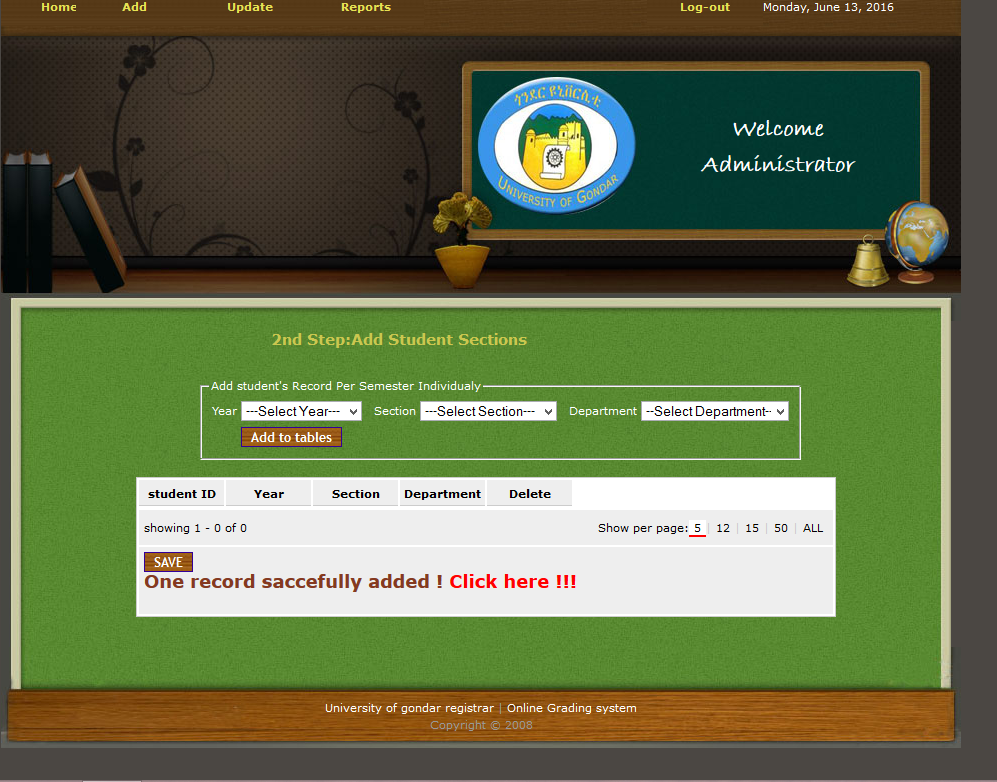 Home Add Update Reports Log-out Monday, June 13, 2016
ጎንደር ዩኒቨርሲቲ
UNIVERSITY OF GONDAR
Welcome
Administrator
2nd Step:Add Student Sections
Add student's Record Per Semester Individualy
Year ---Select Year--- Section ---Select Section--- Department --Select Department-
Add to tables
student ID Year Section Department Delete
showing 1 - 0 of 0 Show per page: 5 | 12 | 15 | 50 | ALL
SAVE
One record saccefully added ! Click here !!!
University of gondar registrar | Online Grading system
Copyright © 2008